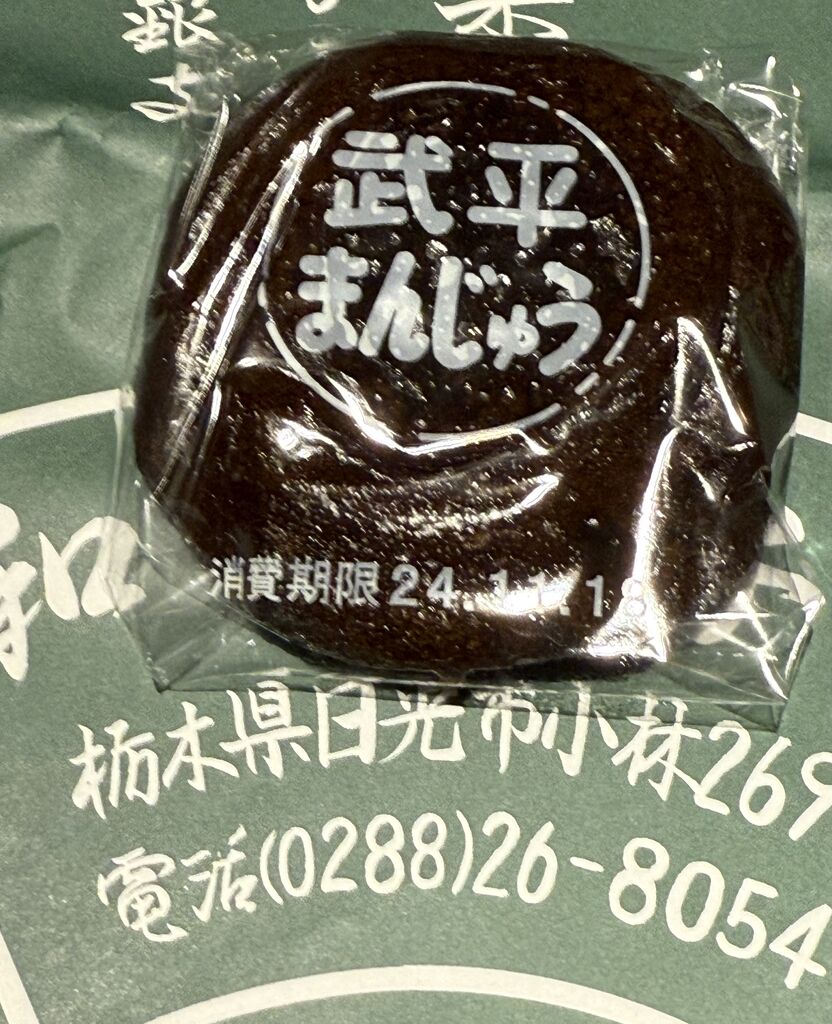 武平
まんじゅう
消費期限 24.11.18
和
栃木県日光市小林269
電話(0288)26-8054